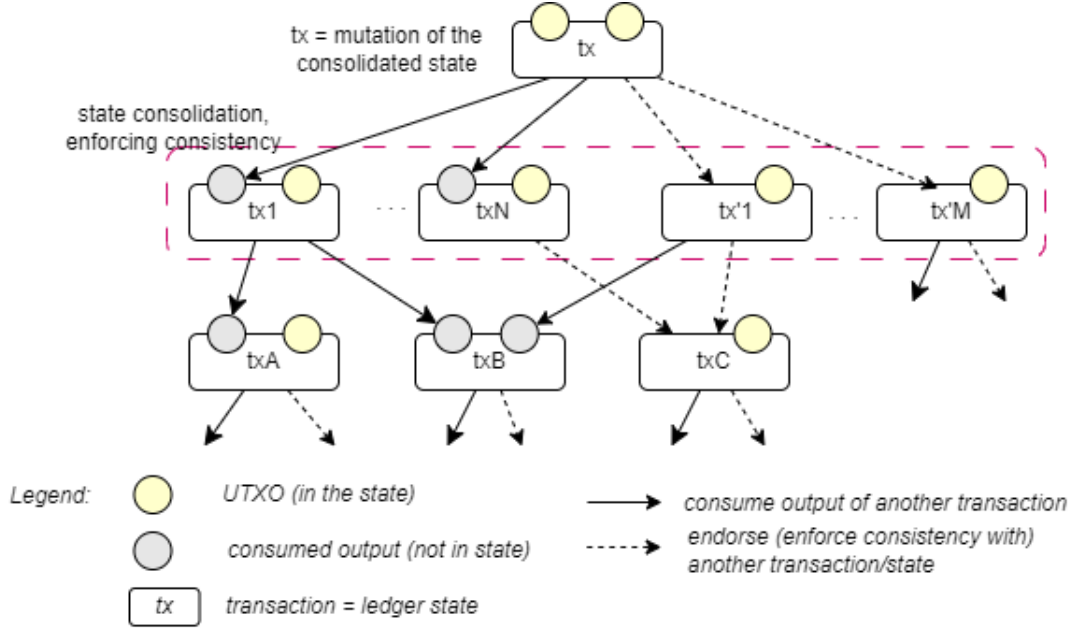 tx = mutation of the
consolidated state
tx
state consolidation,
enforcing consistency
tx1
. . .
txN
tx'1
. . .
tx'M
txA
txB
txC
Legend:
UTXO (in the state)
consume output of another transaction
consumed output (not in state)
endorse (enforce consistency with)
another transaction/state
tx
transaction = ledger state